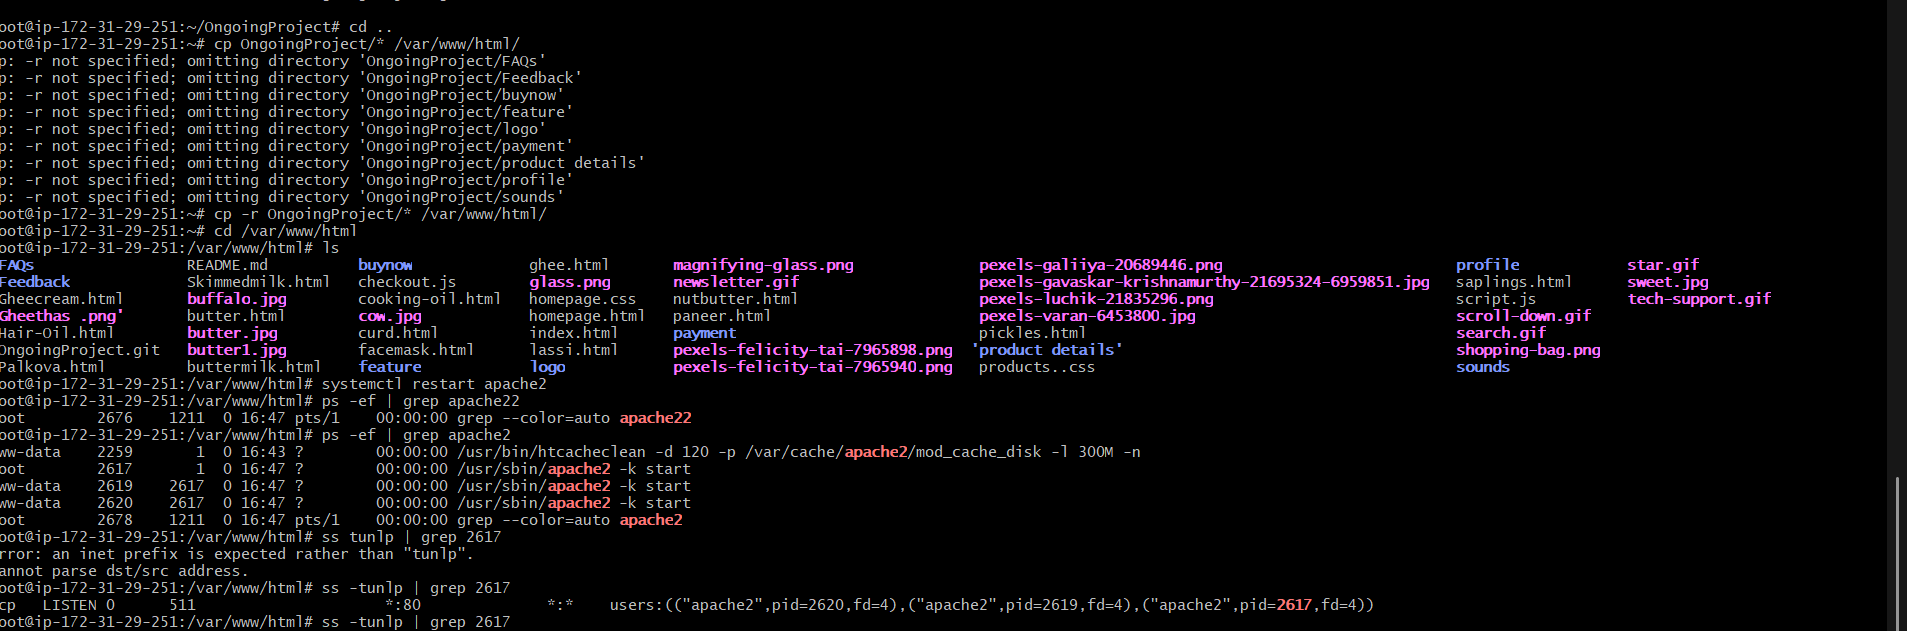 oot@ip-172-31-29-251:~/OngoingProject# cd ..
oot@ip-172-31-29-251:~# cp OngoingProject/* /var/www/html/
p: -r not specified; omitting directory 'OngoingProject/FAQs'
p: -r not specified; omitting directory 'OngoingProject/Feedback'
p: -r not specified; omitting directory 'OngoingProject/buynow'
p: -r not specified; omitting directory 'OngoingProject/feature'
p: -r not specified; omitting directory 'OngoingProject/logo'
p: -r not specified; omitting directory 'OngoingProject/payment'
p: -r not specified; omitting directory 'OngoingProject/product details'
p: -r not specified; omitting directory 'OngoingProject/profile'
p: -r not specified; omitting directory 'OngoingProject/sounds'
oot@ip-172-31-29-251:~# cp -r OngoingProject/* /var/www/html/
oot@ip-172-31-29-251:~# cd /var/www/html
oot@ip-172-31-29-251:/var/www/html# ls
FAQs README.md buynow ghee.html magnifying-glass.png pexels-galiiya-20689446.png profile star.gif
Feedback Skimmedmilk.html checkout.js glass.png newsletter.gif pexels-gavaskar-krishnamurthy-21695324-6959851.jpg saplings.html sweet.jpg
Gheecream.html buffalo.jpg cooking-oil.html homepage.css nutbutter.html pexels-luchik-21835296.png script.js tech-support.gif
Gheethas .png' butter.html cow.jpg homepage.html paneer.html pexels-varan-6453800.jpg scroll-down.gif
Hair-Oil.html butter.jpg curd.html index.html payment pickles.html search.gif
OngoingProject.git butter1.jpg facemask.html lassi.html pexels-felicity-tai-7965898.png 'product details' shopping-bag.png
Palkova.html buttermilk.html feature logo pexels-felicity-tai-7965940.png products..css sounds
oot@ip-172-31-29-251:/var/www/html# systemctl restart apache2
oot@ip-172-31-29-251:/var/www/html# ps -ef | grep apache22
oot 2676 1211 0 16:47 pts/1 00:00:00 grep --color=auto apache22
oot@ip-172-31-29-251:/var/www/html# ps -ef | grep apache2
ww-data 2259 1 0 16:43 ? 00:00:00 /usr/bin/htcacheclean -d 120 -p /var/cache/apache2/mod_cache_disk -l 300M -n
oot 2617 1 0 16:47 ? 00:00:00 /usr/sbin/apache2 -k start
ww-data 2619 2617 0 16:47 ? 00:00:00 /usr/sbin/apache2 -k start
ww-data 2620 2617 0 16:47 ? 00:00:00 /usr/sbin/apache2 -k start
oot 2678 1211 0 16:47 pts/1 00:00:00 grep --color=auto apache2
oot@ip-172-31-29-251:/var/www/html# ss tunlp | grep 2617
rror: an inet prefix is expected rather than "tunlp".
annot parse dst/src address.
oot@ip-172-31-29-251:/var/www/html# ss -tunlp | grep 2617
cp LISTEN 0 511 *:80 *:* users:(("apache2",pid=2620,fd=4),("apache2",pid=2619,fd=4),("apache2",pid=2617,fd=4))
oot@ip-172-31-29-251:/var/www/html# ss -tunlp | grep 2617